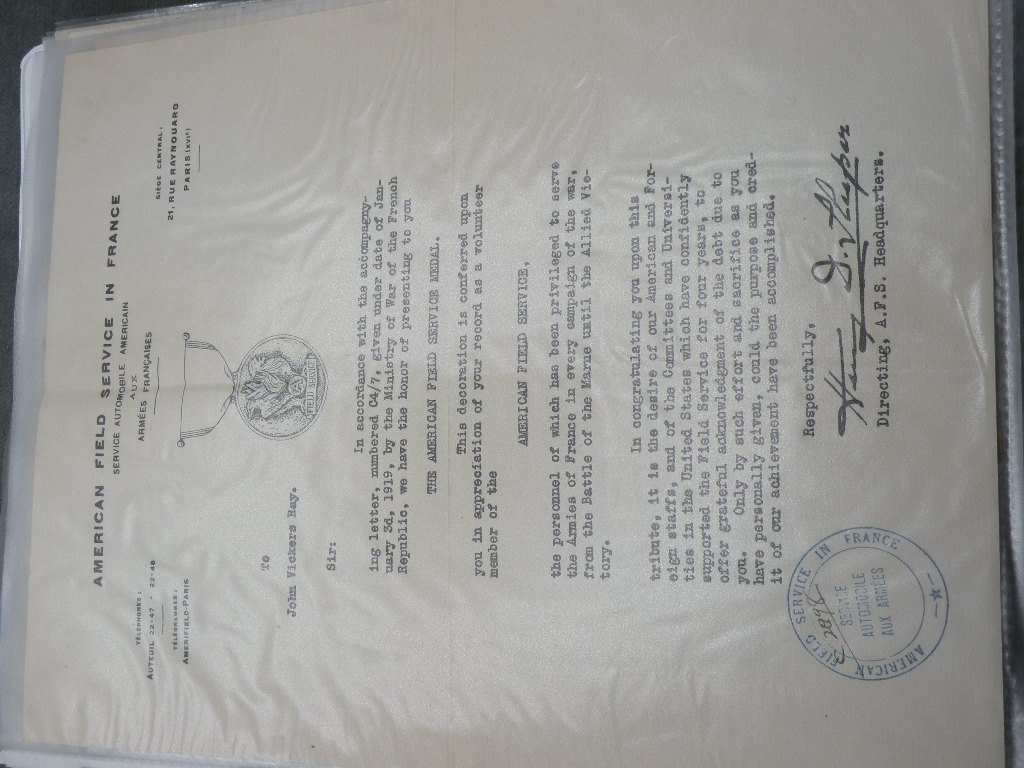 AMERICAN FIELD SERVICE IN FRANCE
SERVICE AUTOMOBILE AMERICAIN
AUX
ARMÉES FRANÇAISES
TÉLÉPHONES:
AUTEUIL 22-47 - 22-48
TÉLÉGRAMMES:
AMERIFIELD-PARIS
SIÈGE CENTRAL:
21, RUE RAYNOUARD
PARIS (XVIe)
FIELD SERVICE
To
John Vickers Ray.
Sir:
In accordance with the accompagny-
ing letter, numbered C4/7, given under date of Jan-
uary 3d, 1919, by the Ministry of War of the French
Republic, we have the honor of presenting to you
THE AMERICAN FIELD SERVICE MEDAL.
This decoration is conferred upon
you in appreciation of your record as a volunteer
member of the
AMERICAN FIELD SERVICE,
the personnel of which has been privileged to serve
the Armies of France in every campaign of the war,
from the Battle of the Marne until the Allied Vic-
tory.
In congratulating you upon this
tribute, it is the desire of our American and For-
eign staffs, and of the Committees and Universi-
ties in the United States which have confidently
supported the Field Service for four years, to
offer grateful acknowledgment of the debt due to
you. Only by such effort and sacrifice as you
have personally given, could the purpose and cred-
it of our achievement have been accomplished.
Respectfully,
Directing, A.F.S. Headquarters.
AMERICAN FIELD SERVICE IN FRANCE
SERVICE
AUTOMOBILE
AUX ARMÉES